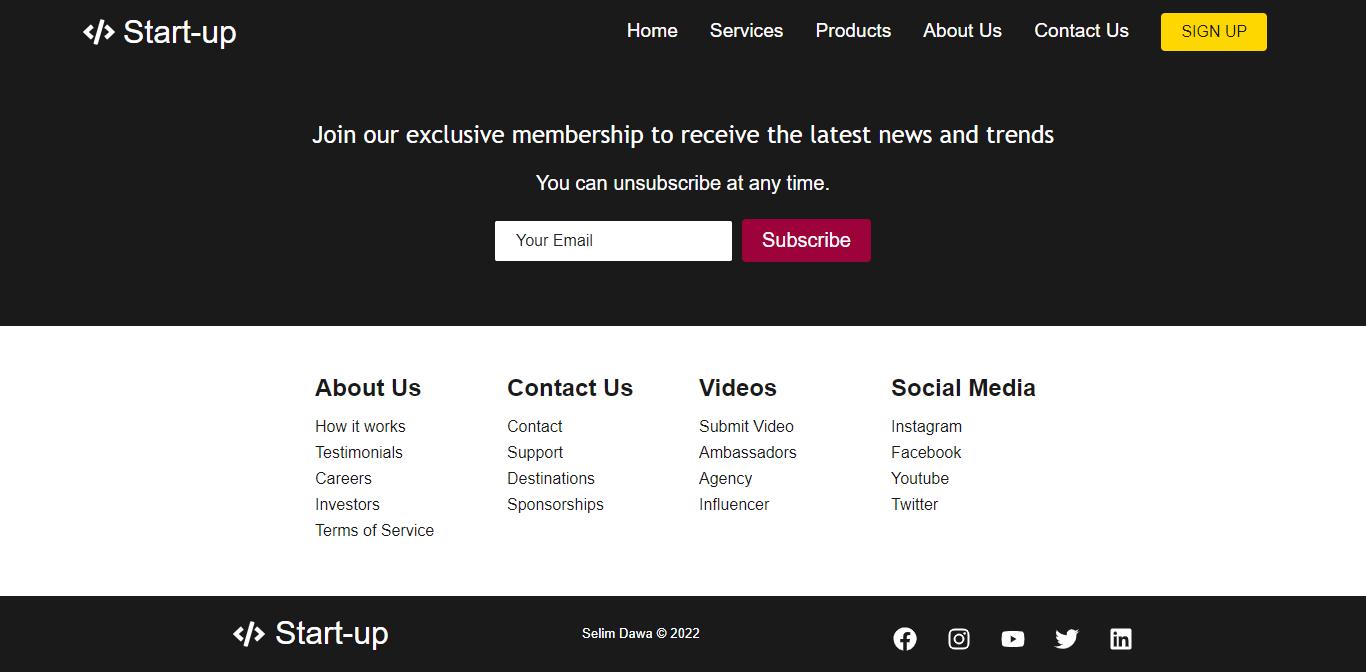 </> Start-up
Home Services Products About Us Contact Us SIGN UP
Join our exclusive membership to receive the latest news and trends
You can unsubscribe at any time.
Your Email Subscribe
About Us
How it works
Testimonials
Careers
Investors
Terms of Service
Contact Us
Contact
Support
Destinations
Sponsorships
Videos
Submit Video
Ambassadors
Agency
Influencer
Social Media
Instagram
Facebook
Youtube
Twitter
</> Start-up
Selim Dawa © 2022